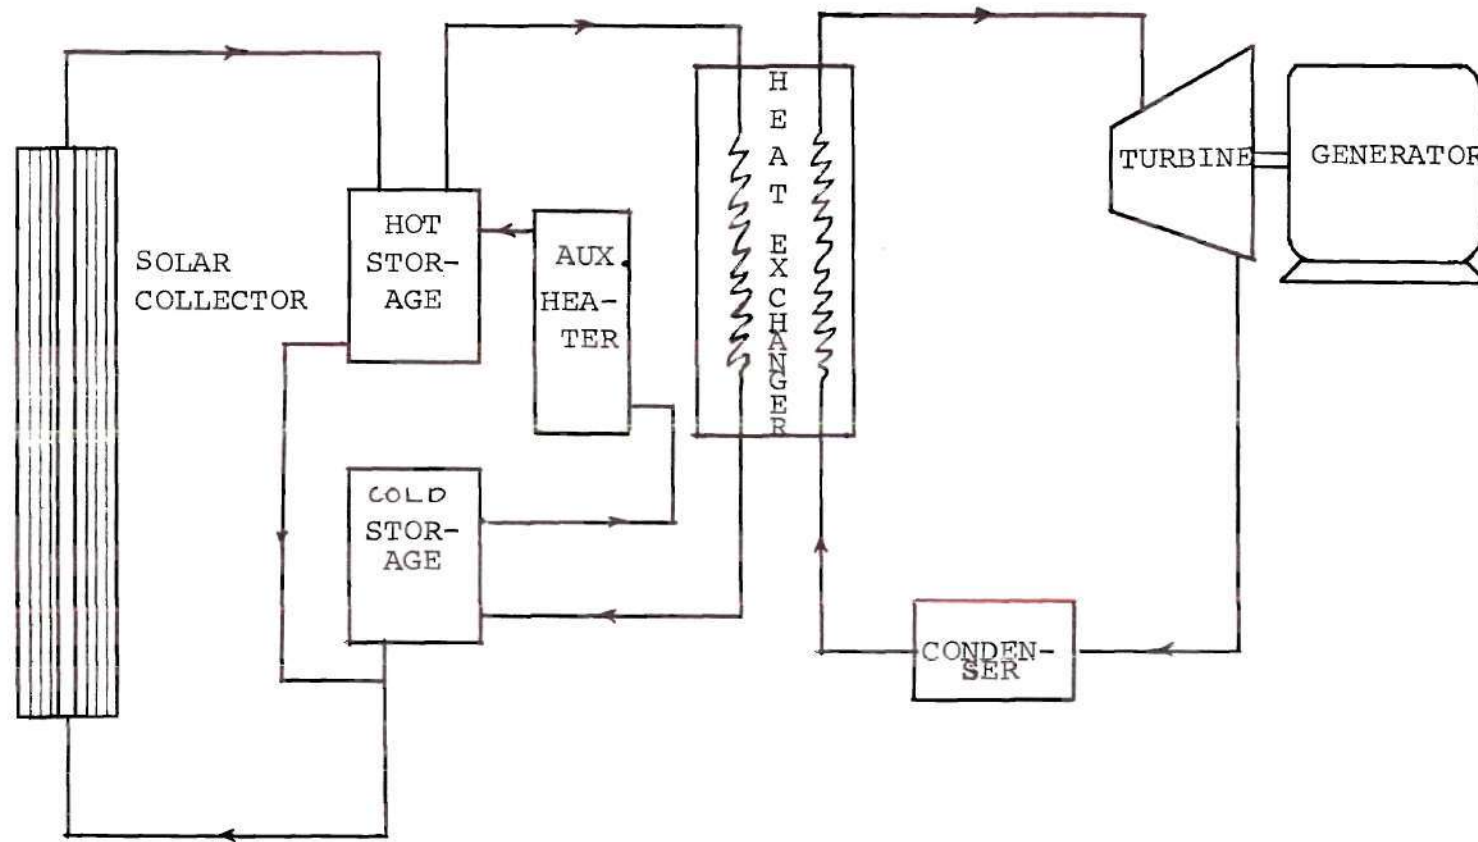 SOLAR
COLLECTOR
HOT
STOR-
AGE
AUX.
HEA-
TER
COLD
STOR-
AGE
HEAT EXCHANGER
TURBINE
GENERATOR
CONDEN-
SER